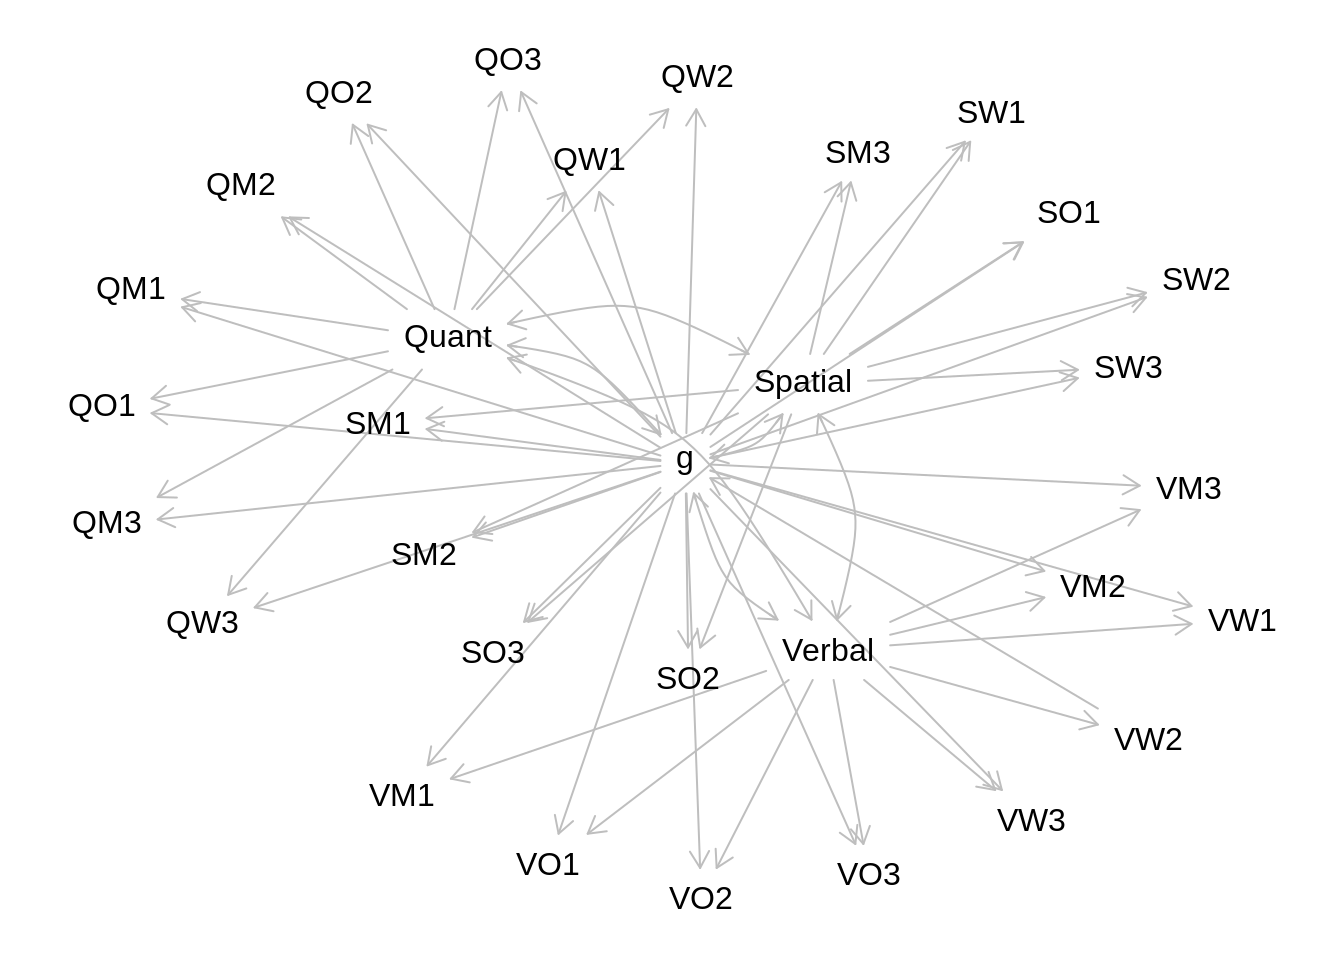 QO3
QW2
QO2
SW1
SM3
QW1
QM2
SO1
SW2
QM1
Quant
SW3
Spatial
QO1
SM1
g
VM3
QM3
SM2
VM2
VW1
QW3
SO3
Verbal
SO2
VW2
VM1
VW3
VO1
VO3
VO2